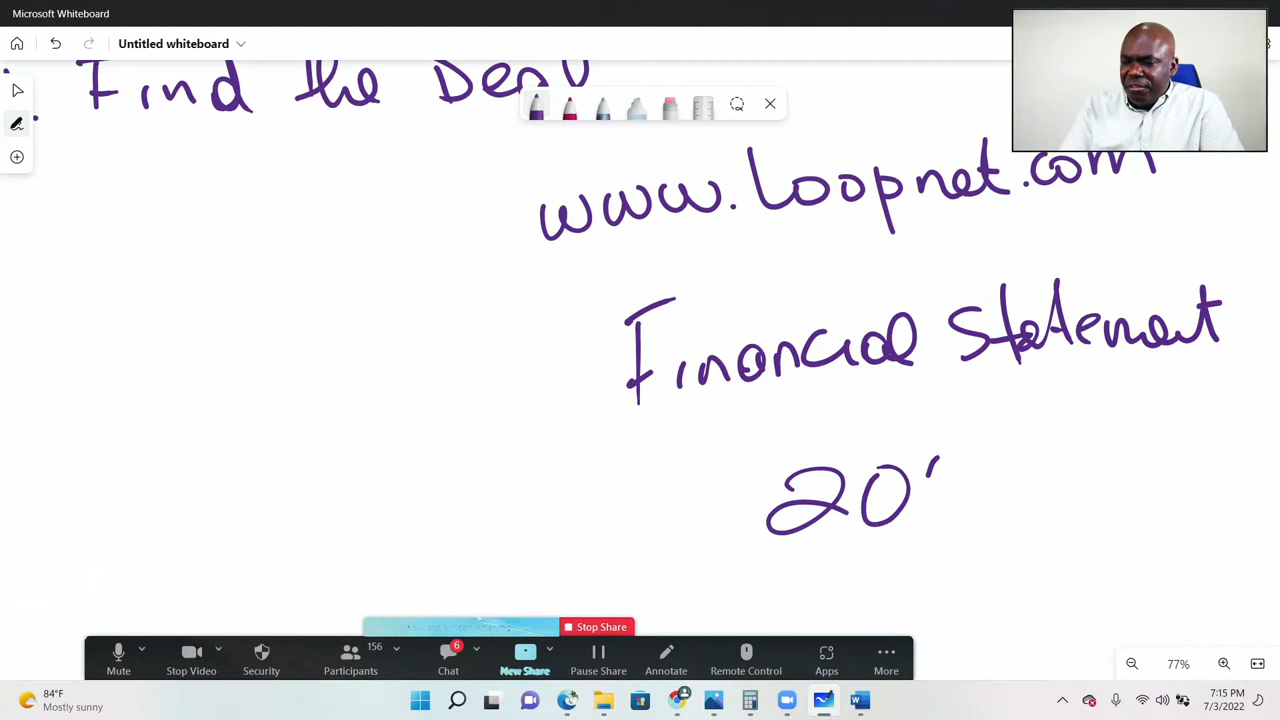 Microsoft Whiteboard
Untitled whiteboard
Find the
www.loopnet.com
Financial Statement
20
Stop Share
156
6
Mute
Stop Video
Security
Participants
Chat
New Share
Pause Share
Annotate
Remote Control
Apps
More
77%
84°F
Mostly sunny
7:15 PM
7/3/2022